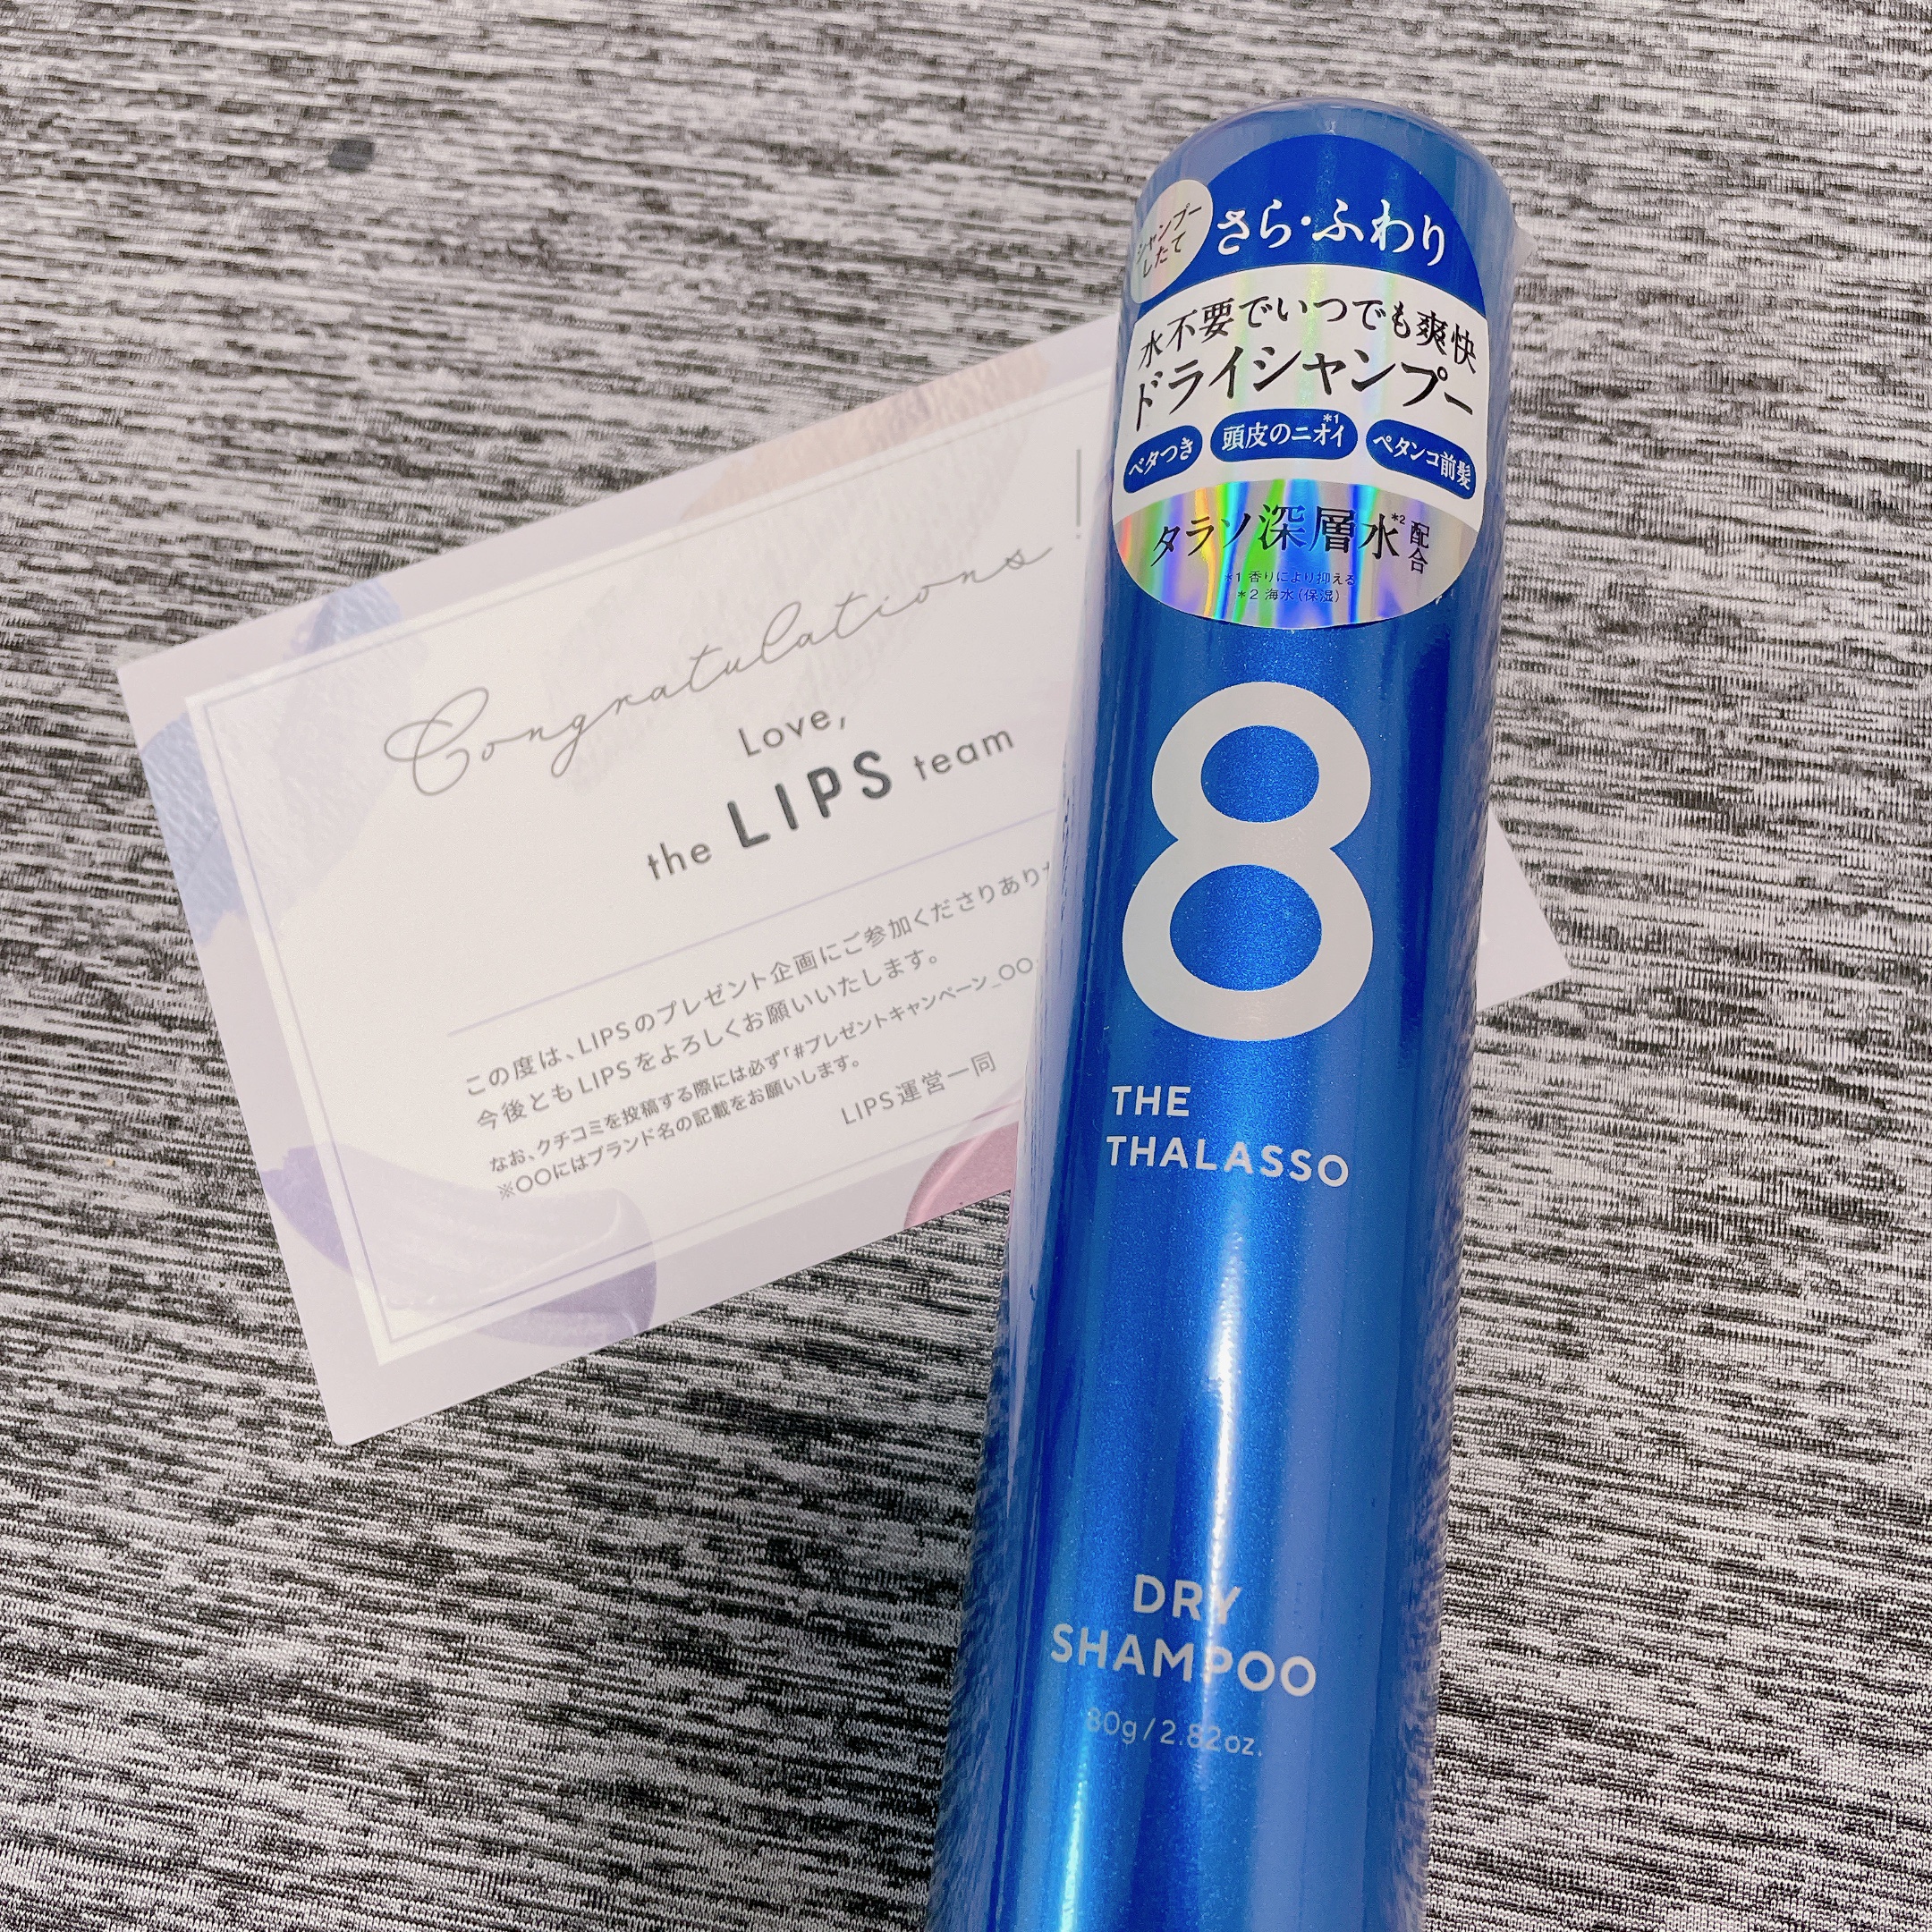 Congratulations!
Love,
the LIPS team
この度は、LIPSのプレゼント企画にご参加くださりあり
今後ともLIPSをよろしくお願いいたします。
なお、クチコミを投稿する際には必ず「#プレゼントキャンペーン_○○
※○○にはブランド名の記載をお願いします。
LIPS運営一同
シャンプー
したて
さら・ふわり
水不要でいつでも爽快
ドライシャンプー
ベタつき
頭皮のニオイ*1
ペタンコ前髪
タラソ深層水*2配合
*1 香りにより抑える
*2 海水(保湿)
8
THE
THALASSO
DRY
SHAMPOO
80g/2.82oz.